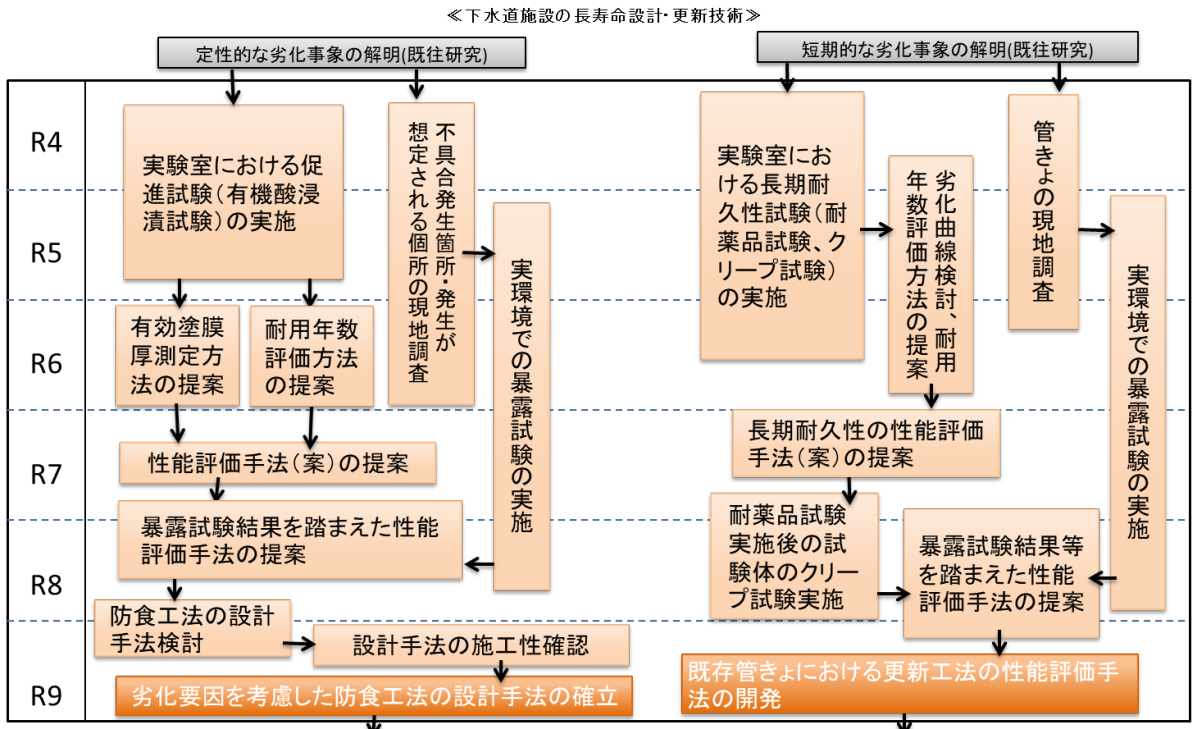 ≪下水道施設の長寿命設計・更新技術≫
定性的な劣化事象の解明(既往研究)
短期的な劣化事象の解明(既往研究)
R4
R5
R6
R7
R8
R9
実験室における促
進試験（有機酸浸
漬試験）の実施
不具合発生箇所・発生が
想定される個所の現地調査
実環境での暴露試験の実施
有効塗膜
厚測定方
法の提案
耐用年数
評価方法
の提案
性能評価手法（案）の提案
暴露試験結果を踏まえた性能
評価手法の提案
防食工法の設計
手法検討
設計手法の施工性確認
劣化要因を考慮した防食工法の設計手法の確立
実験室にお
ける長期耐
久性試験（耐
薬品試験、ク
リープ試験）
の実施
劣化曲線検討、耐用
年数評価方法の提案
管きょの現地調査
実環境での暴露試験の実施
長期耐久性の性能評価
手法（案）の提案
耐薬品試験
実施後の試
験体のクリー
プ試験実施
暴露試験結果等
を踏まえた性能
評価手法の提案
既存管きょにおける更新工法の性能評価手
法の開発